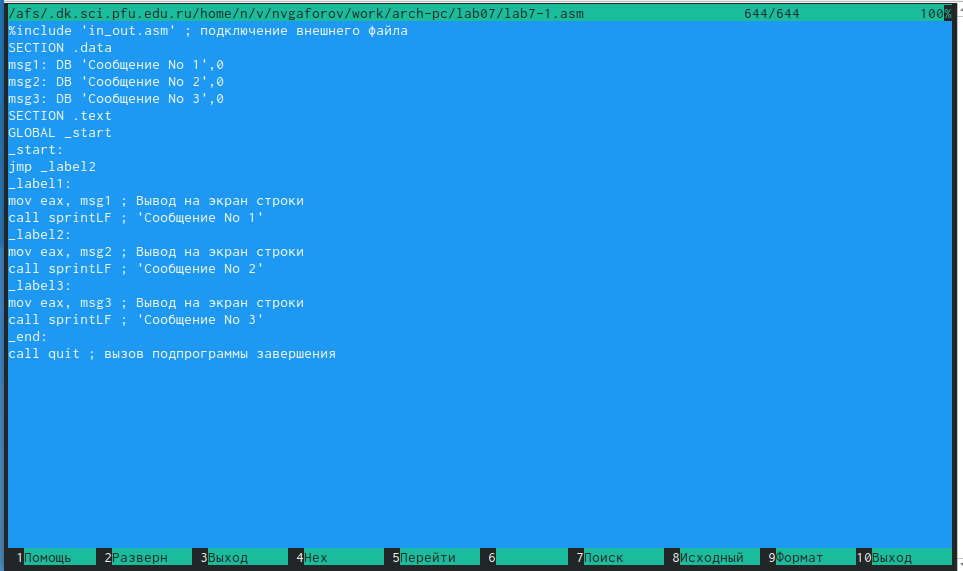 /afs/.dk.sci.pfu.edu.ru/home/n/v/nvgaforov/work/arch-pc/lab07/lab7-1.asm 644/644 100%
%include 'in_out.asm' ; подключение внешнего файла
SECTION .data
msg1: DB 'Сообщение No 1',0
msg2: DB 'Сообщение No 2',0
msg3: DB 'Сообщение No 3',0
SECTION .text
GLOBAL _start
_start:
jmp _label2
_label1:
mov eax, msg1 ; Вывод на экран строки
call sprintLF ; 'Сообщение No 1'
_label2:
mov eax, msg2 ; Вывод на экран строки
call sprintLF ; 'Сообщение No 2'
_label3:
mov eax, msg3 ; Вывод на экран строки
call sprintLF ; 'Сообщение No 3'
_end:
call quit ; вызов подпрограммы завершения
1Помощь 2Разверн 3Выход 4Hex 5Перейти 6 7Поиск 8Исходный 9Формат 10Выход